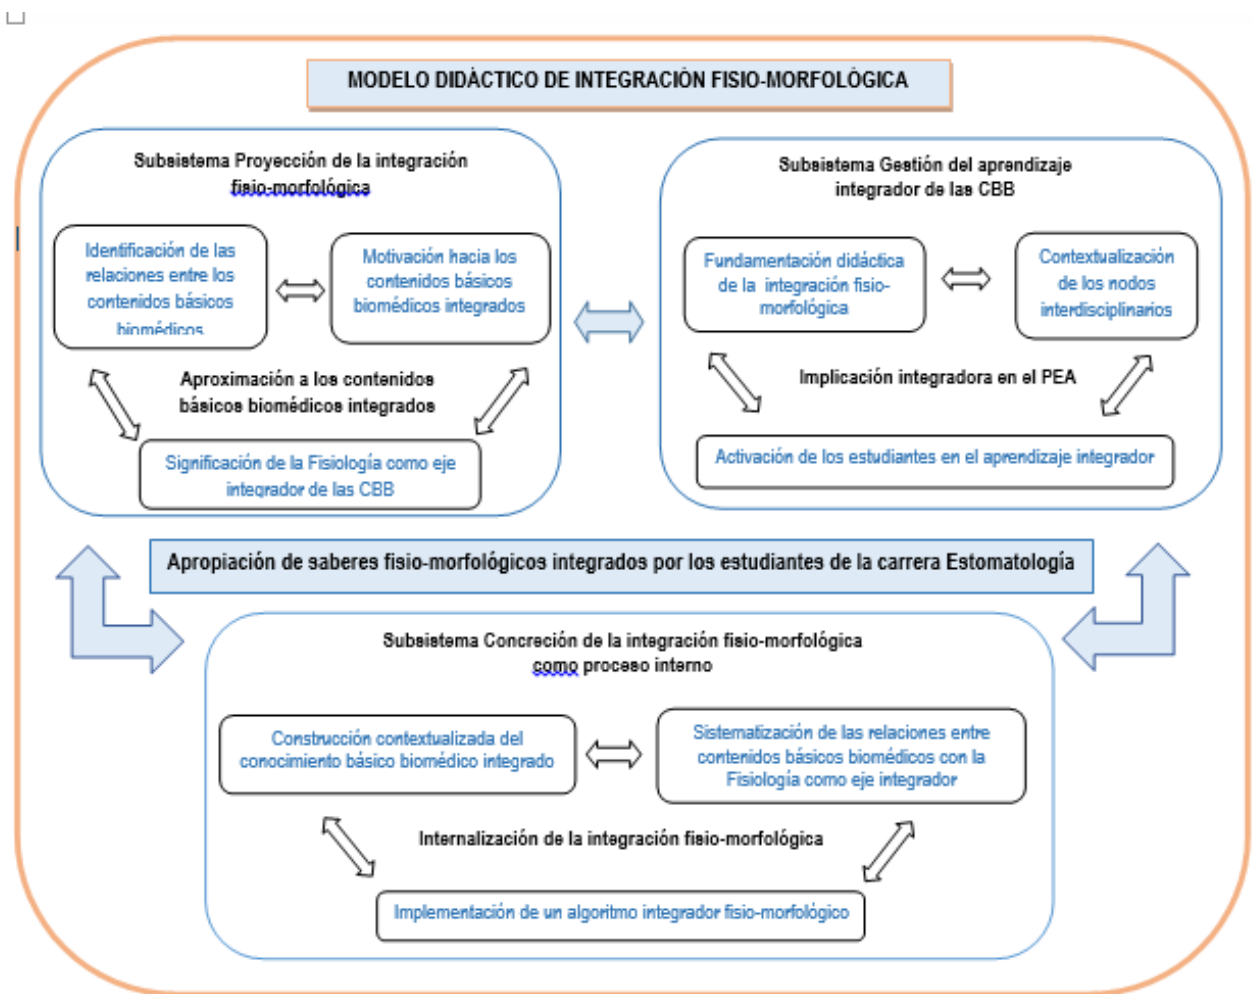 MODELO DIDÁCTICO DE INTEGRACIÓN FISIO-MORFOLÓGICA
Subsistema Proyección de la integración
fisio-morfológica
Identificación de las
relaciones entre los
contenidos básicos
biomédicos.
Motivación hacia los
contenidos básicos
biomédicos integrados
Aproximación a los contenidos
básicos biomédicos integrados
Significación de la Fisiología como eje
integrador de las CBB
Subsistema Gestión del aprendizaje
integrador de las CBB
Fundamentación didáctica
de la integración fisio-
morfológica
Contextualización
de los nodos
interdisciplinarios
Implicación integradora en el PEA
Activación de los estudiantes en el aprendizaje integrador
Apropiación de saberes fisio-morfológicos integrados por los estudiantes de la carrera Estomatología
Subsistema Concreción de la integración fisio-morfológica
como proceso interno
Construcción contextualizada del
conocimiento básico biomédico integrado
Sistematización de las relaciones entre
contenidos básicos biomédicos con la
Fisiología como eje integrador
Internalización de la integración fisio-morfológica
Implementación de un algoritmo integrador fisio-morfológico